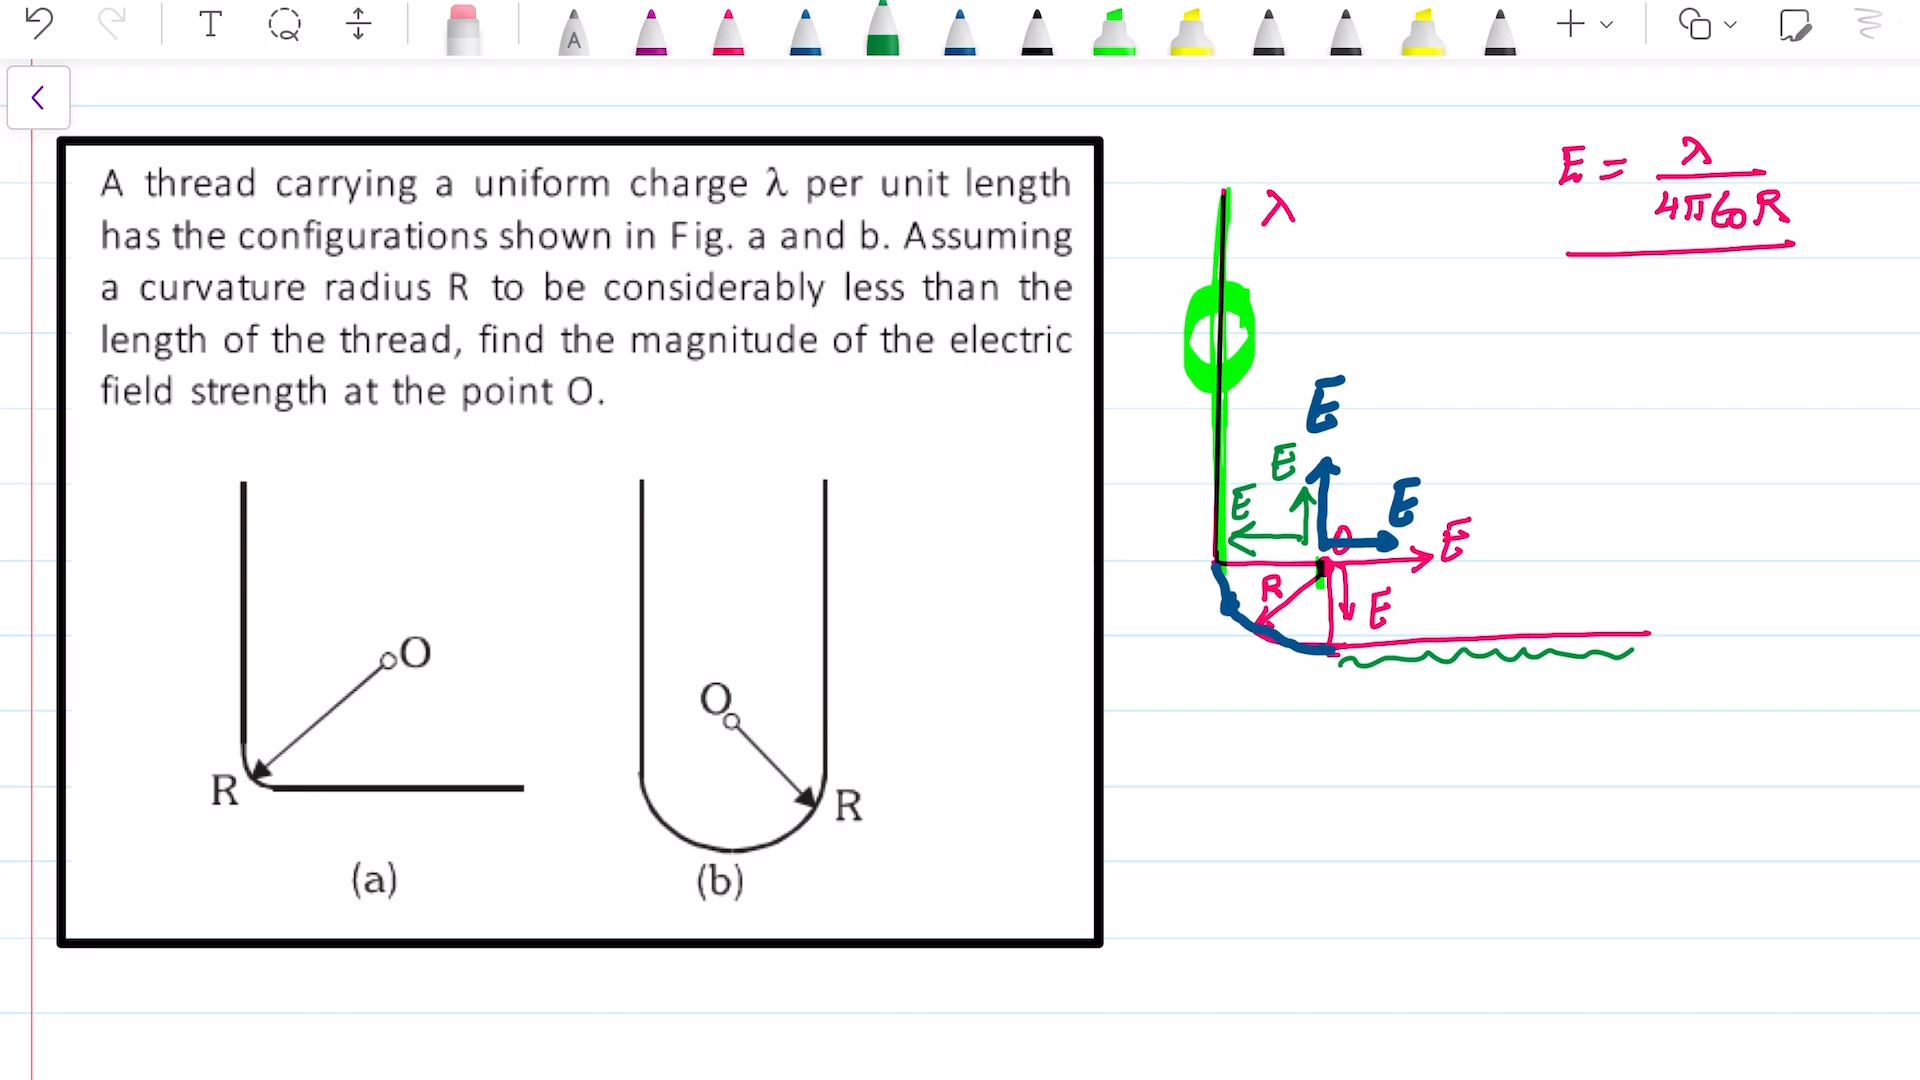 T
A
A thread carrying a uniform charge λ per unit length
has the configurations shown in Fig. a and b. Assuming
a curvature radius R to be considerably less than the
length of the thread, find the magnitude of the electric
field strength at the point O.
O
R
(a)
O
R
(b)
E = λ / 4π∈0R
λ
E
E
E
E
O
E
R
E